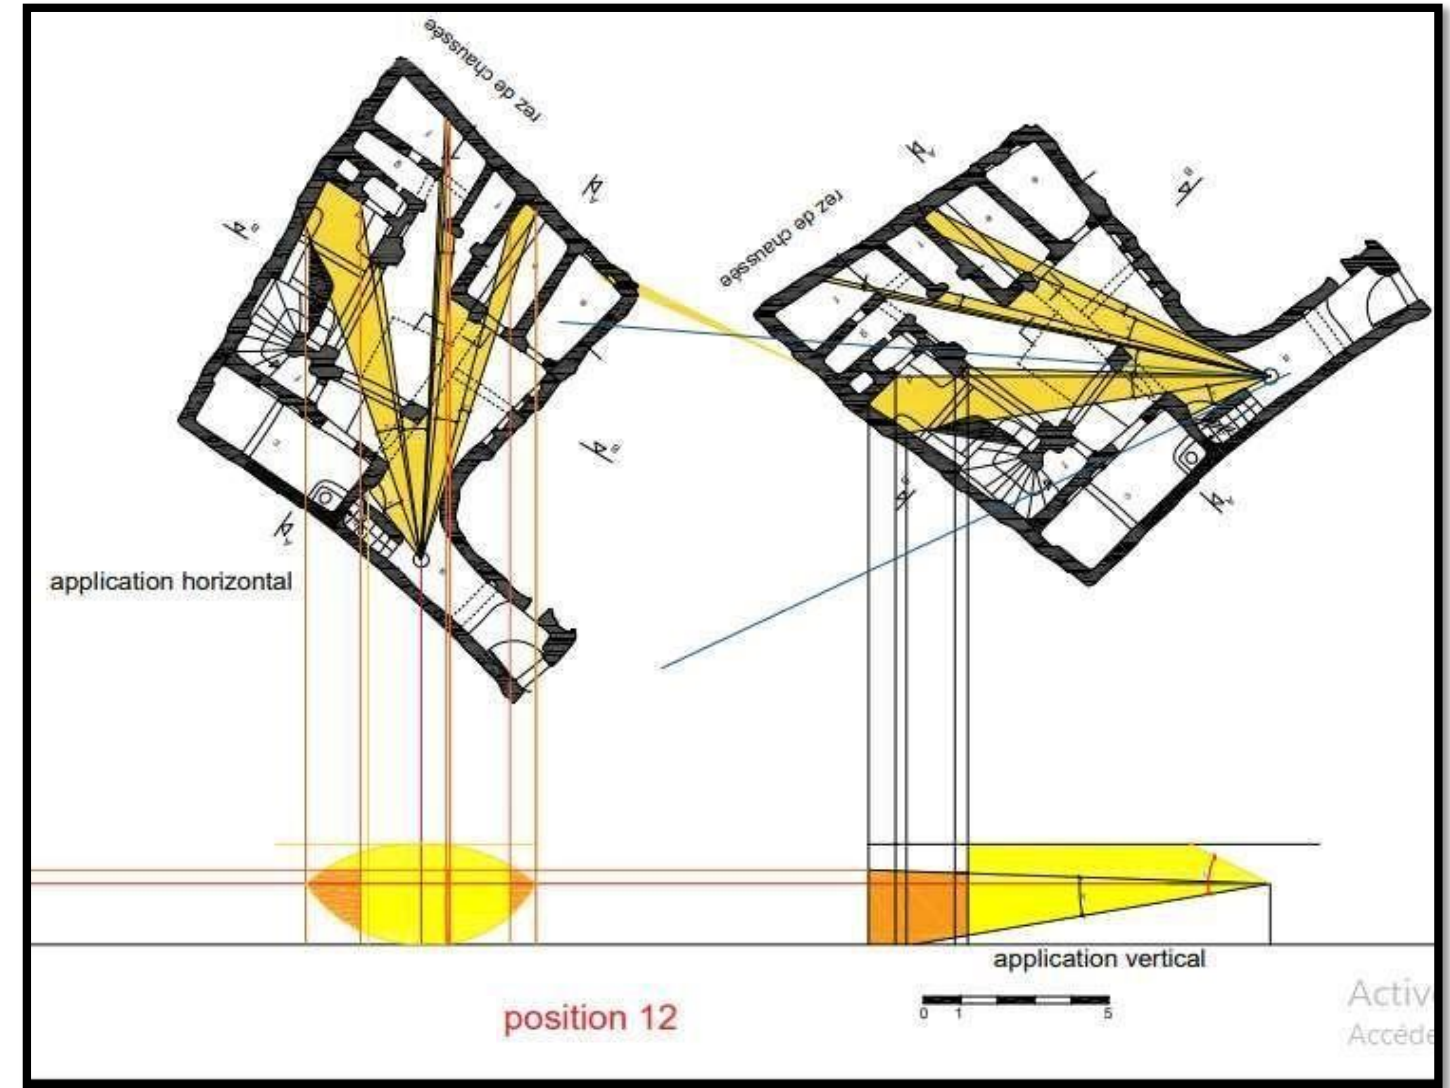 rez de chaussée
rez de chaussée
application horizontal
application vertical
0 1 5
position 12
Activ
Accéde